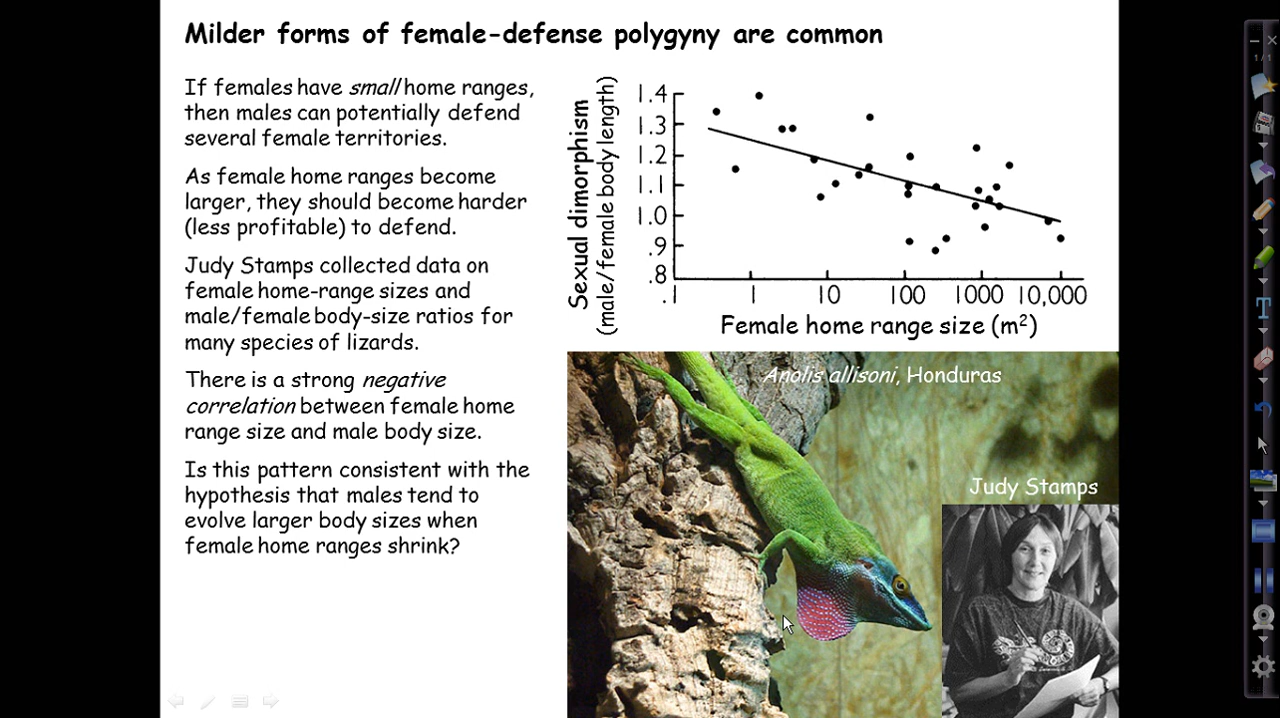 Milder forms of female-defense polygyny are common
If females have small home ranges,
then males can potentially defend
several female territories.
As female home ranges become
larger, they should become harder
(less profitable) to defend.
Judy Stamps collected data on
female home-range sizes and
male/female body-size ratios for
many species of lizards.
There is a strong negative
correlation between female home
range size and male body size.
Is this pattern consistent with the
hypothesis that males tend to
evolve larger body sizes when
female home ranges shrink?
Sexual dimorphism
(male/female body length)
1.4
1.3
1.2
1.1
1.0
.9
.8
.1 1 10 100 1000 10,000
Female home range size (m²)
Anolis allisoni, Honduras
Judy Stamps
1/1